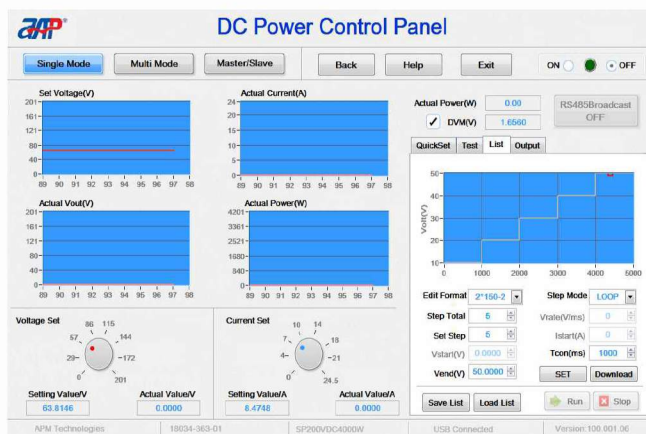 APM DC Power Control Panel
Single Mode Multi Mode Master/Slave Back Help Exit ON OFF
Set Voltage(V) Actual Current(A)
201 161 121 80 40 0
89 90 91 92 93 94 95 96 97 98
24 20 15 10 5 0
89 90 91 92 93 94 95 96 97 98
Actual Power(W) 0.00
DVM(V) 1.6560
RS485Broadcast
OFF
QuickSet Test List Output
Volt(V)
50 40 30 20 10
0 1000 2000 3000 4000 5000
Actual Vout(V) Actual Power(W)
201 161 121 80 40 0
89 90 91 92 93 94 95 96 97 98
4201 3361 2521 1680 840 0
89 90 91 92 93 94 95 96 97 98
Edit Format 2*150-2 Step Mode LOOP
Step Total 5 Vrate(V/ms) 0
Set Step 5 Istart(A) 0
Vstart(V) 0.0000 Tcon(ms) 1000
Vend(V) 50.0000 SET Download
Save List Load List Run Stop
Voltage Set
0 29 57 86 115 144 172 201
Setting Value/V Actual Value/V
63.8146 0.0000
Current Set
0 4 7 10 14 18 21 24.5
Setting Value/A Actual Value/A
8.4748 0.0000
APM Technologies 18034-363-01 SP200VDC4000W USB Connected Version:100.001.06